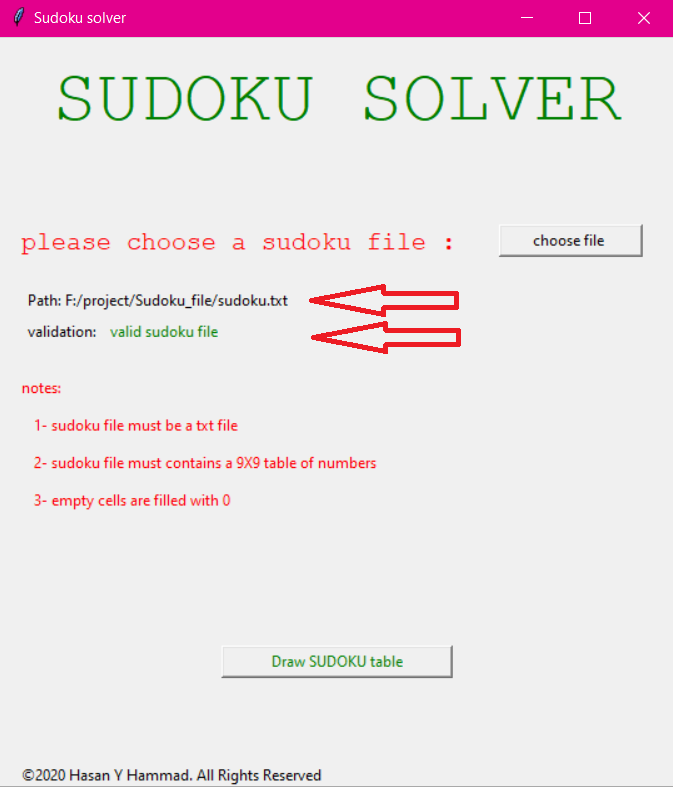 Sudoku solver
SUDOKU SOLVER
please choose a sudoku file :
choose file
Path: F:/project/Sudoku_file/sudoku.txt
validation: valid sudoku file
notes:
1- sudoku file must be a txt file
2- sudoku file must contains a 9X9 table of numbers
3- empty cells are filled with 0
Draw SUDOKU table
©2020 Hasan Y Hammad. All Rights Reserved